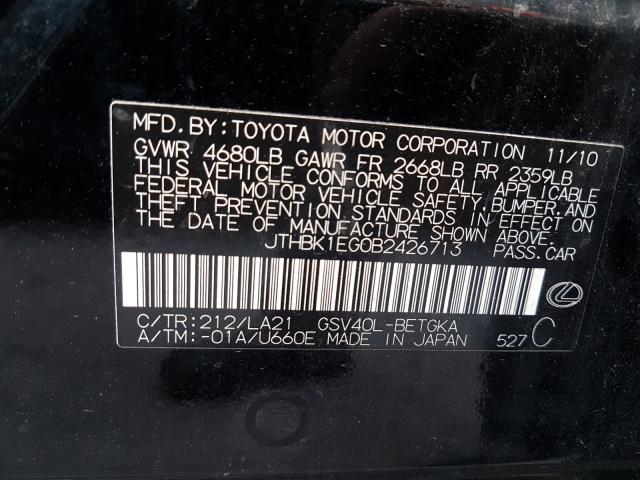 MFD.BY:TOYOTA MOTOR CORPORATION 11/10
GVWR 4680LB GAWR FR 2668LB RR 2359LB
THIS VEHICLE CONFORMS TO ALL APPLICABLE
FEDERAL MOTOR VEHICLE SAFETY,BUMPER,AND
THEFT PREVENTION STANDARDS IN EFFECT ON
THE DATE OF MANUFACTURE SHOWN ABOVE.
JTHBK1EG0B2426713 PASS.CAR
C/TR:212/LA21 GSV40L-BETGKA
A/TM:-01A/U660E MADE IN JAPAN 527 C